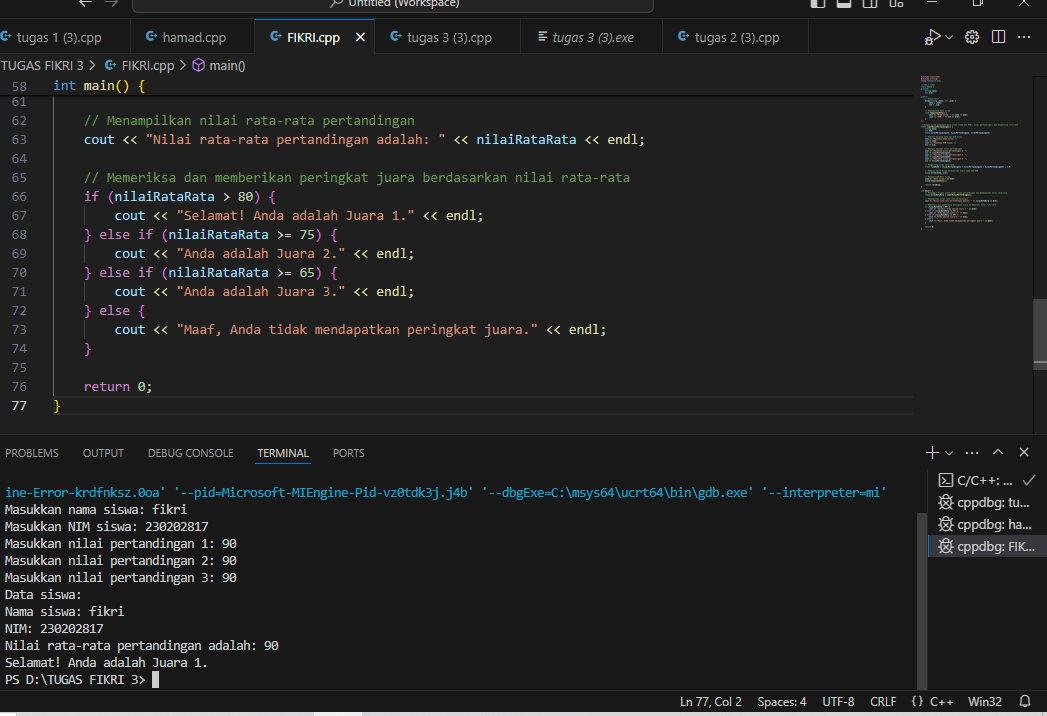 Untitled (Workspace)
tugas 1 (3).cpp
hamad.cpp
FIKRI.cpp
tugas 3 (3).cpp
tugas 3 (3).exe
tugas 2 (3).cpp
TUGAS FIKRI 3 > FIKRI.cpp > main()
58 int main() {
61
62 // Menampilkan nilai rata-rata pertandingan
63 cout << "Nilai rata-rata pertandingan adalah: " << nilaiRataRata << endl;
64
65 // Memeriksa dan memberikan peringkat juara berdasarkan nilai rata-rata
66 if (nilaiRataRata > 80) {
67 cout << "Selamat! Anda adalah Juara 1." << endl;
68 } else if (nilaiRataRata >= 75) {
69 cout << "Anda adalah Juara 2." << endl;
70 } else if (nilaiRataRata >= 65) {
71 cout << "Anda adalah Juara 3." << endl;
72 } else {
73 cout << "Maaf, Anda tidak mendapatkan peringkat juara." << endl;
74 }
75
76 return 0;
77 }
PROBLEMS OUTPUT DEBUG CONSOLE TERMINAL PORTS
ine-Error-krdfnksz.0oa' '--pid=Microsoft-MIEngine-Pid-vz0tdk3j.j4b' '--dbgExe=C:\msys64\ucrt64\bin\gdb.exe' '--interpreter=mi'
Masukkan nama siswa: fikri
Masukkan NIM siswa: 230202817
Masukkan nilai pertandingan 1: 90
Masukkan nilai pertandingan 2: 90
Masukkan nilai pertandingan 3: 90
Data siswa:
Nama siswa: fikri
NIM: 230202817
Nilai rata-rata pertandingan adalah: 90
Selamat! Anda adalah Juara 1.
PS D:\TUGAS FIKRI 3>
C/C++: ...
cppdbg: tu...
cppdbg: ha...
cppdbg: FIK...
Ln 77, Col 2 Spaces: 4 UTF-8 CRLF {} C++ Win32